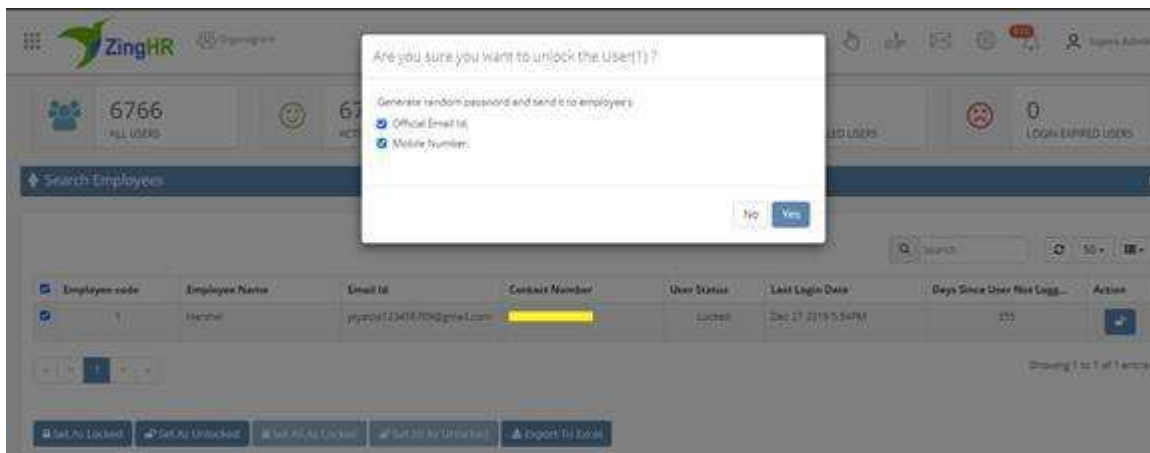 ZingHR
Organogram
Are you sure you want to unlock the User(1) ?
Generate random password and send it to employee's
Official Email Id,
Mobile Number.
No Yes
6766
ALL USERS
67
0
LOGIN EXPIRED USERS
Search Employees
Search
50
Employee code Employee Name Email Id Contact Number User Status Last Login Date Days Since User Not Logg... Action
1 Harshel Locked Dec 27 2019 5:54PM 355
1
Showing 1 to 1 of 1 entrie
Set As Locked Set As Unlocked Set All As Locked Set All As Unlocked Export To Excel